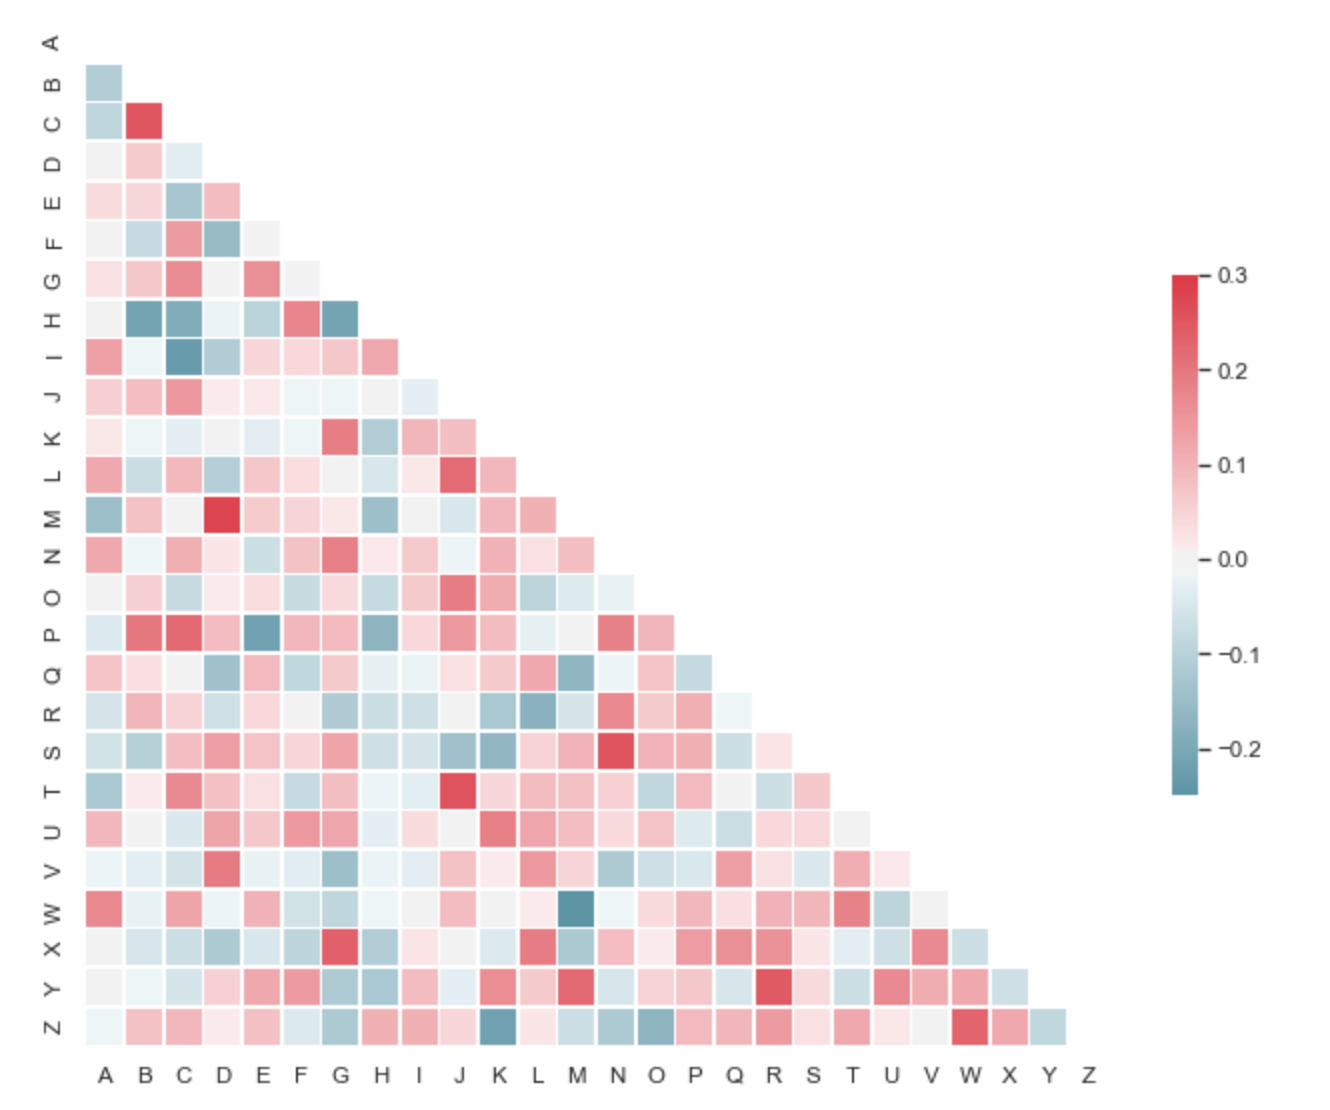 A
B
C
D
E
F
G
H
I
J
K
L
M
N
O
P
Q
R
S
T
U
V
W
X
Y
Z
A B C D E F G H I J K L M N O P Q R S T U V W X Y Z
0.3
0.2
0.1
0.0
−0.1
−0.2